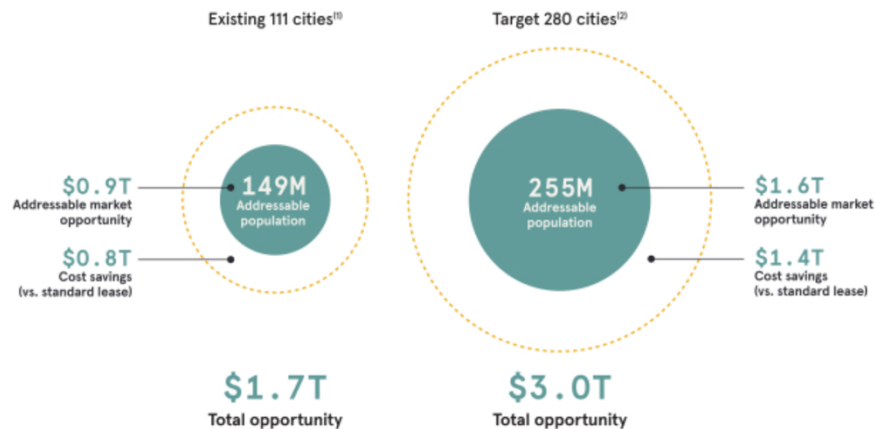 Existing 111 cities(1)
$0.9T
Addressable market
opportunity
$0.8T
Cost savings
(vs. standard lease)
149M
Addressable
population
$1.7T
Total opportunity
Target 280 cities(2)
255M
Addressable
population
$1.6T
Addressable market
opportunity
$1.4T
Cost savings
(vs. standard lease)
$3.0T
Total opportunity